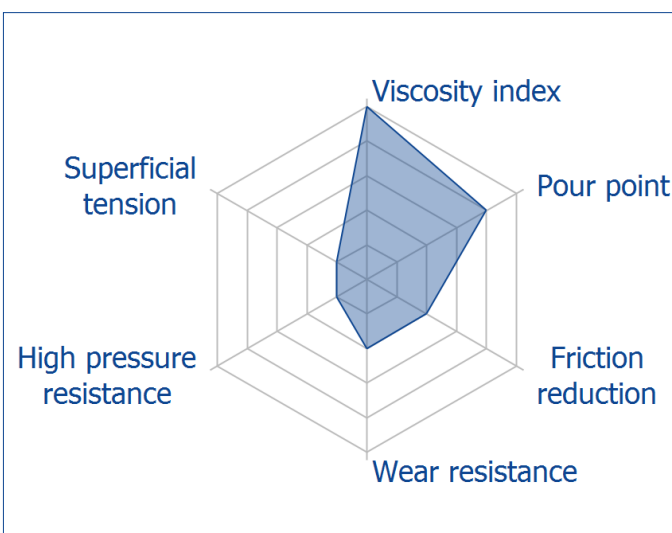 Viscosity index
Superficial
tension
Pour point
High pressure
resistance
Friction
reduction
Wear resistance